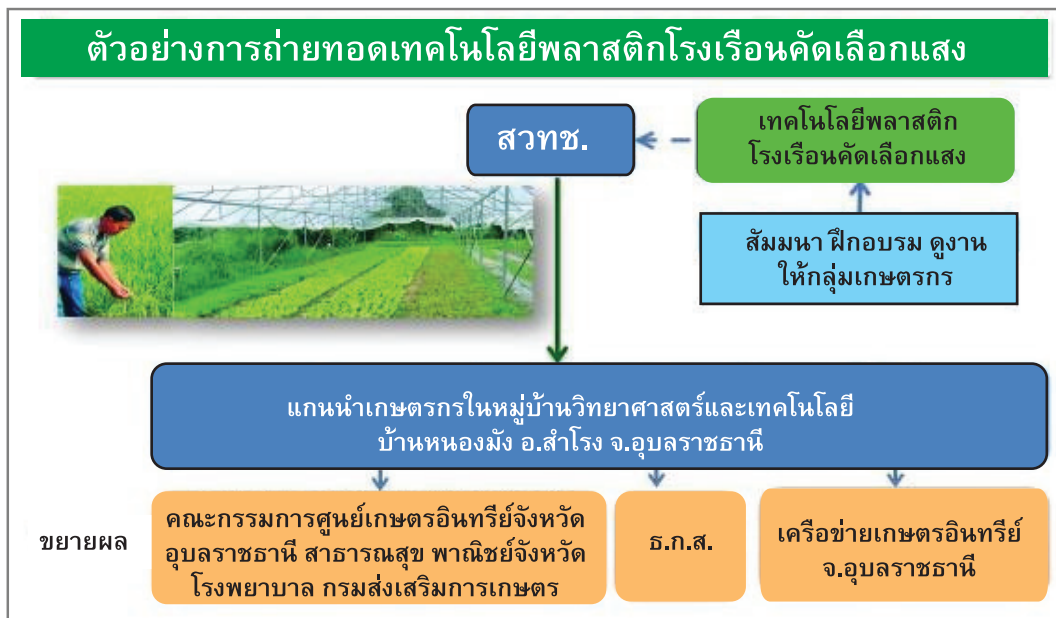 ตัวอย่างการถ่ายทอดเทคโนโลยีพลาสติกโรงเรือนคัดเลือกแสง
สวทช.
เทคโนโลยีพลาสติก
โรงเรือนคัดเลือกแสง
สัมมนา ฝึกอบรม ดูงาน
ให้กลุ่มเกษตรกร
แกนนำเกษตรกรในหมู่บ้านวิทยาศาสตร์และเทคโนโลยี
บ้านหนองมัง อ.สำโรง จ.อุบลราชธานี
ขยายผล
คณะกรรมการศูนย์เกษตรอินทรีย์จังหวัด
อุบลราชธานี สาธารณสุข พาณิชย์จังหวัด
โรงพยาบาล กรมส่งเสริมการเกษตร
ธ.ก.ส.
เครือข่ายเกษตรอินทรีย์
จ.อุบลราชธานี